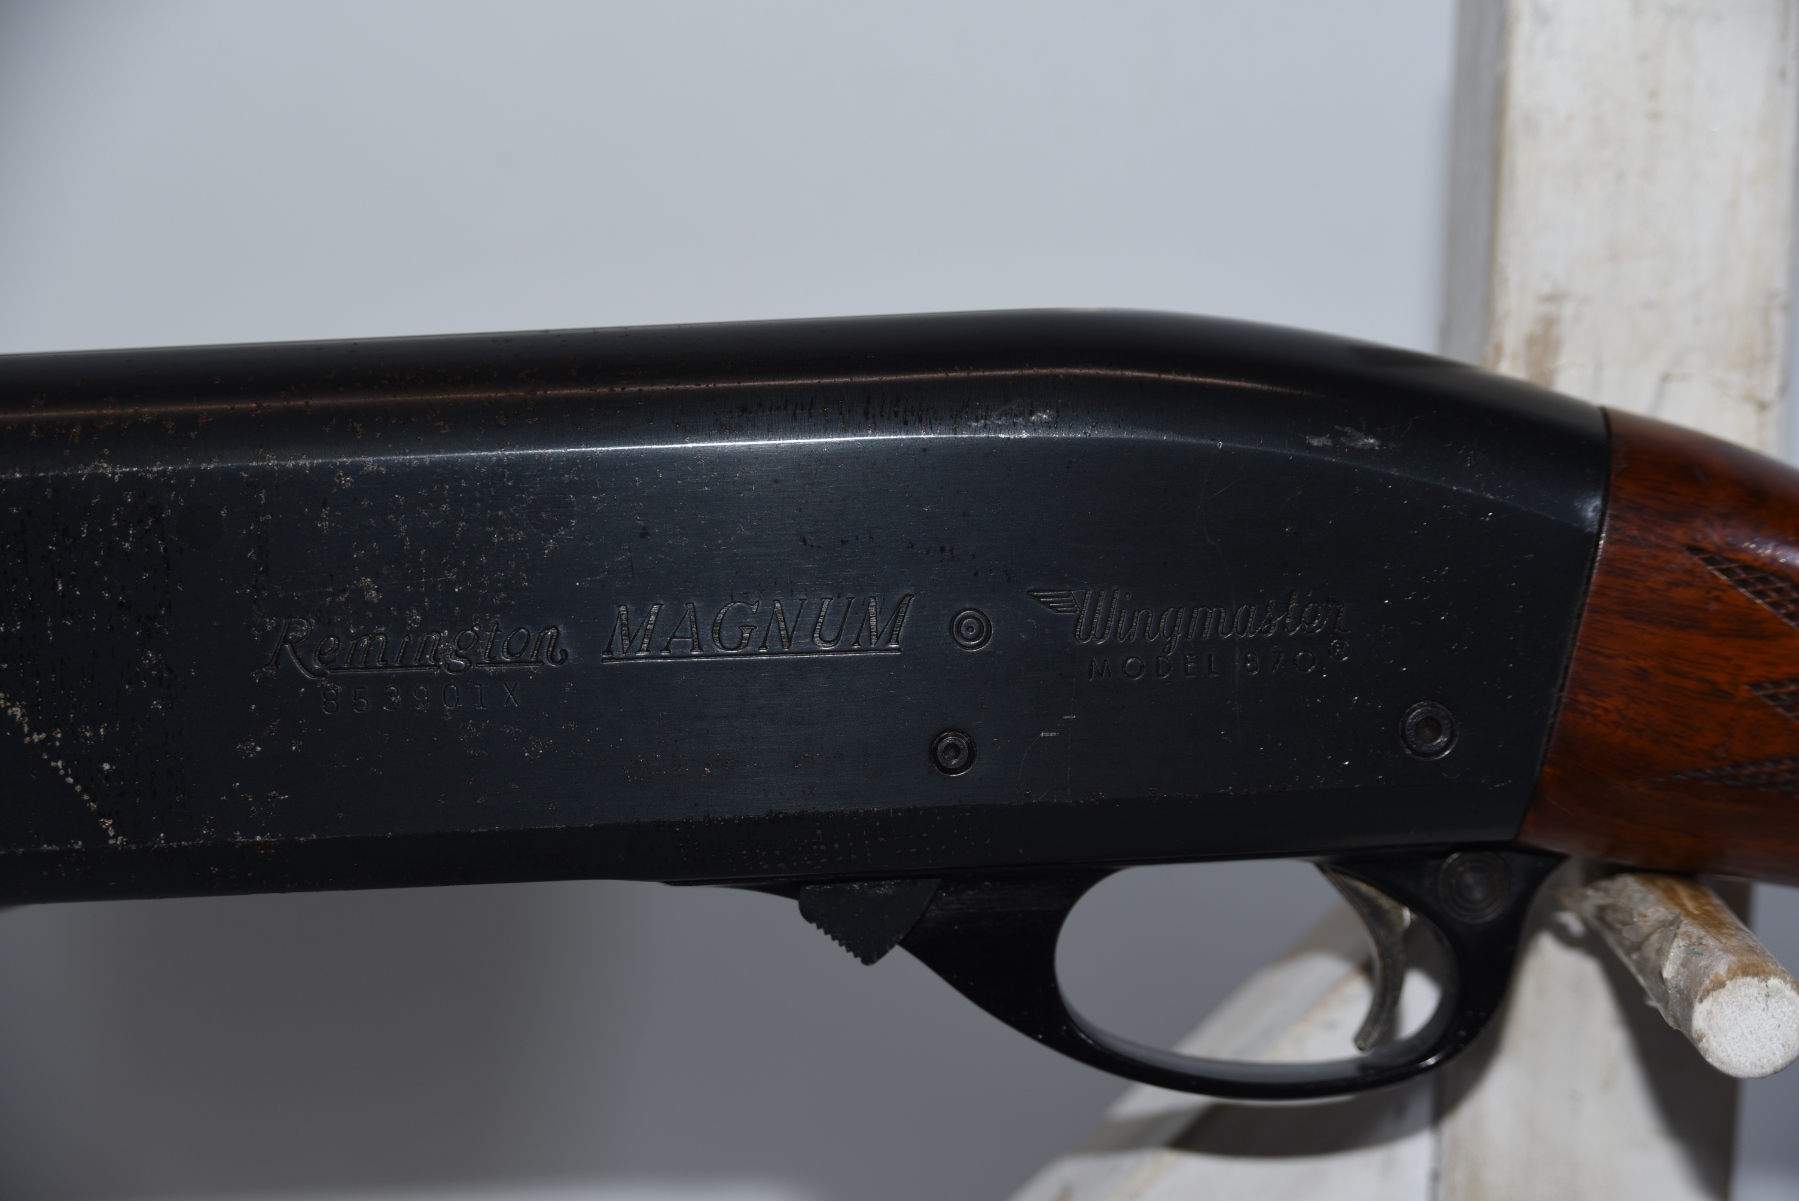 Remington MAGNUM Wingmaster
853901X MODEL 870®